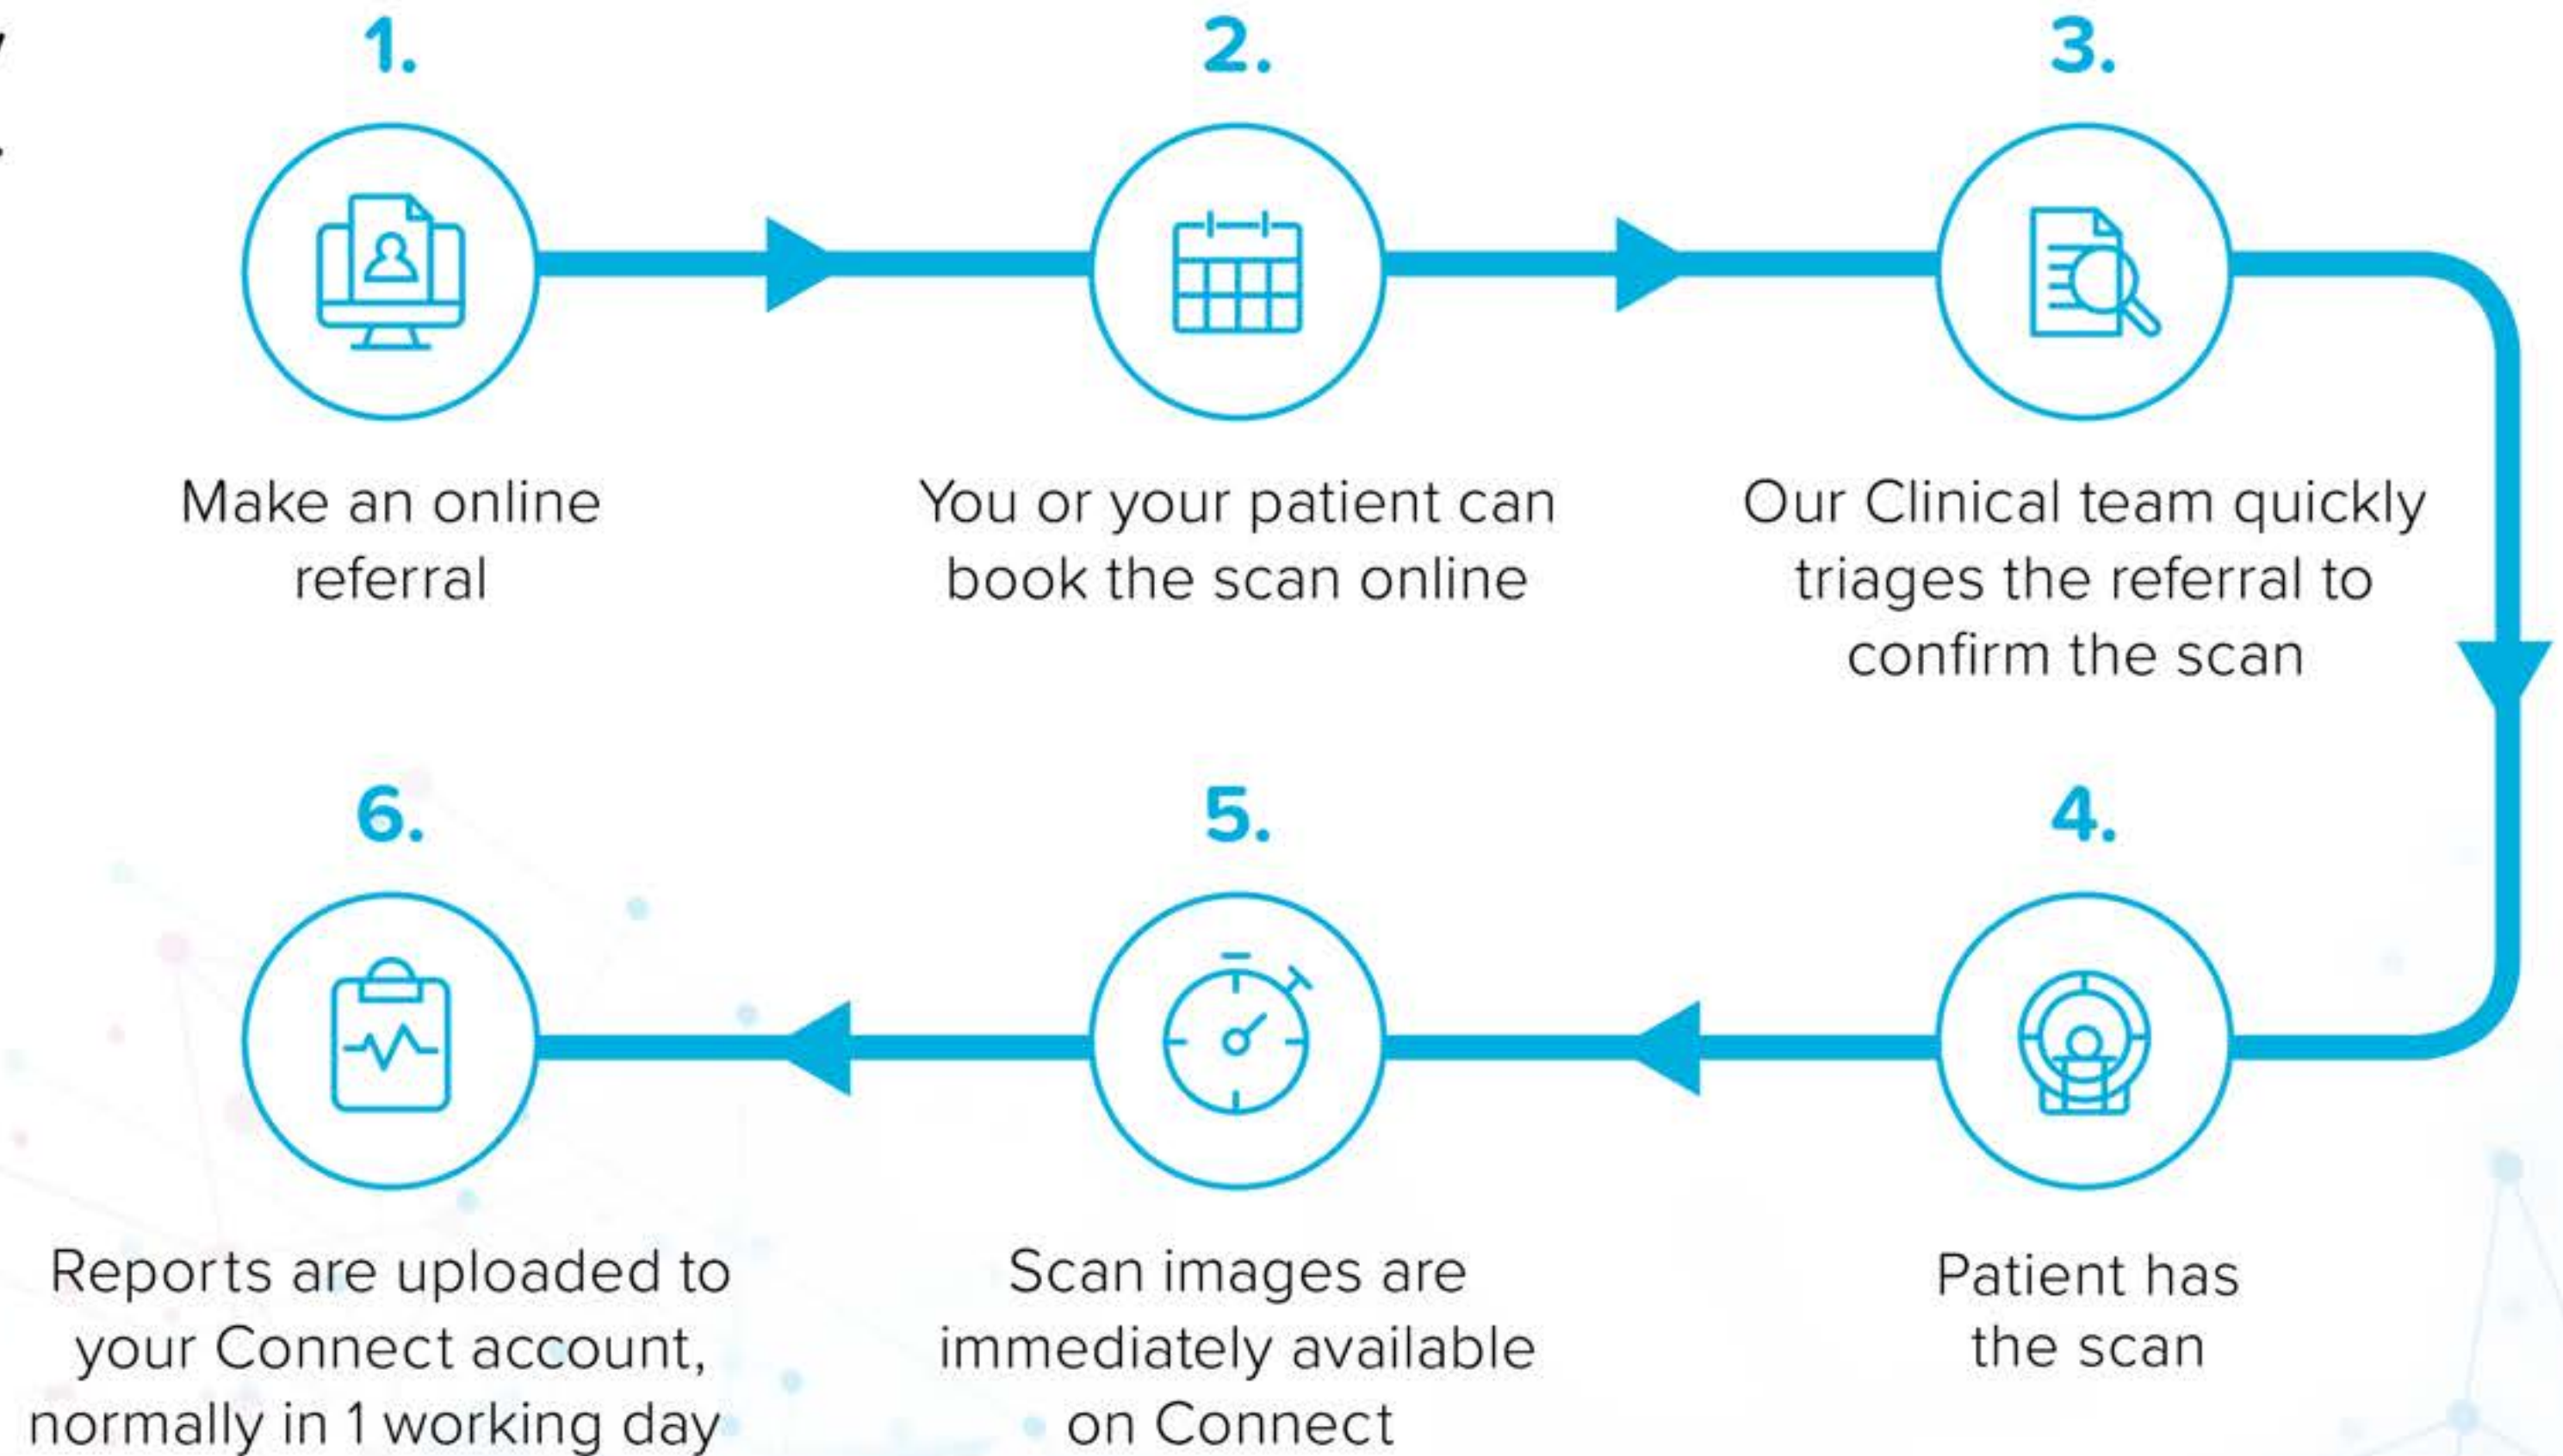 1.
Make an online
referral
2.
You or your patient can
book the scan online
3.
Our Clinical team quickly
triages the referral to
confirm the scan
4.
Patient has
the scan
5.
Scan images are
immediately available
on Connect
6.
Reports are uploaded to
your Connect account,
normally in 1 working day